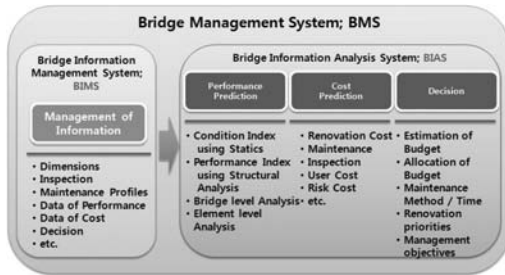 Bridge Management System; BMS
Bridge Information
Management System;
BIMS
Management of
Information
• Dimensions
• Inspection
• Maintenance Profiles
• Data of Performance
• Data of Cost
• Decision
• etc.
Bridge Information Analysis System; BIAS
Performance
Prediction
• Condition Index
using Statics
• Performance Index
using Structural
Analysis
• Bridge level Analysis
• Element level
Analysis
Cost
Prediction
• Renovation Cost
• Maintenance
• Inspection
• User Cost
• Risk Cost
• etc.
Decision
• Estimation of
Budget
• Allocation of
Budget
• Maintenance
Method / Time
• Renovation
priorities
• Management
objectives